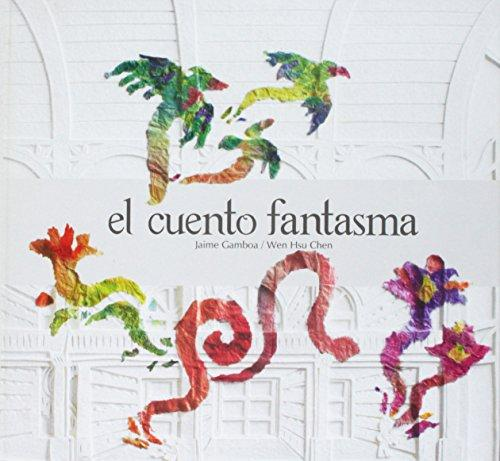 el cuento fantasma
Jaime Gamboa / Wen Hsu Chen